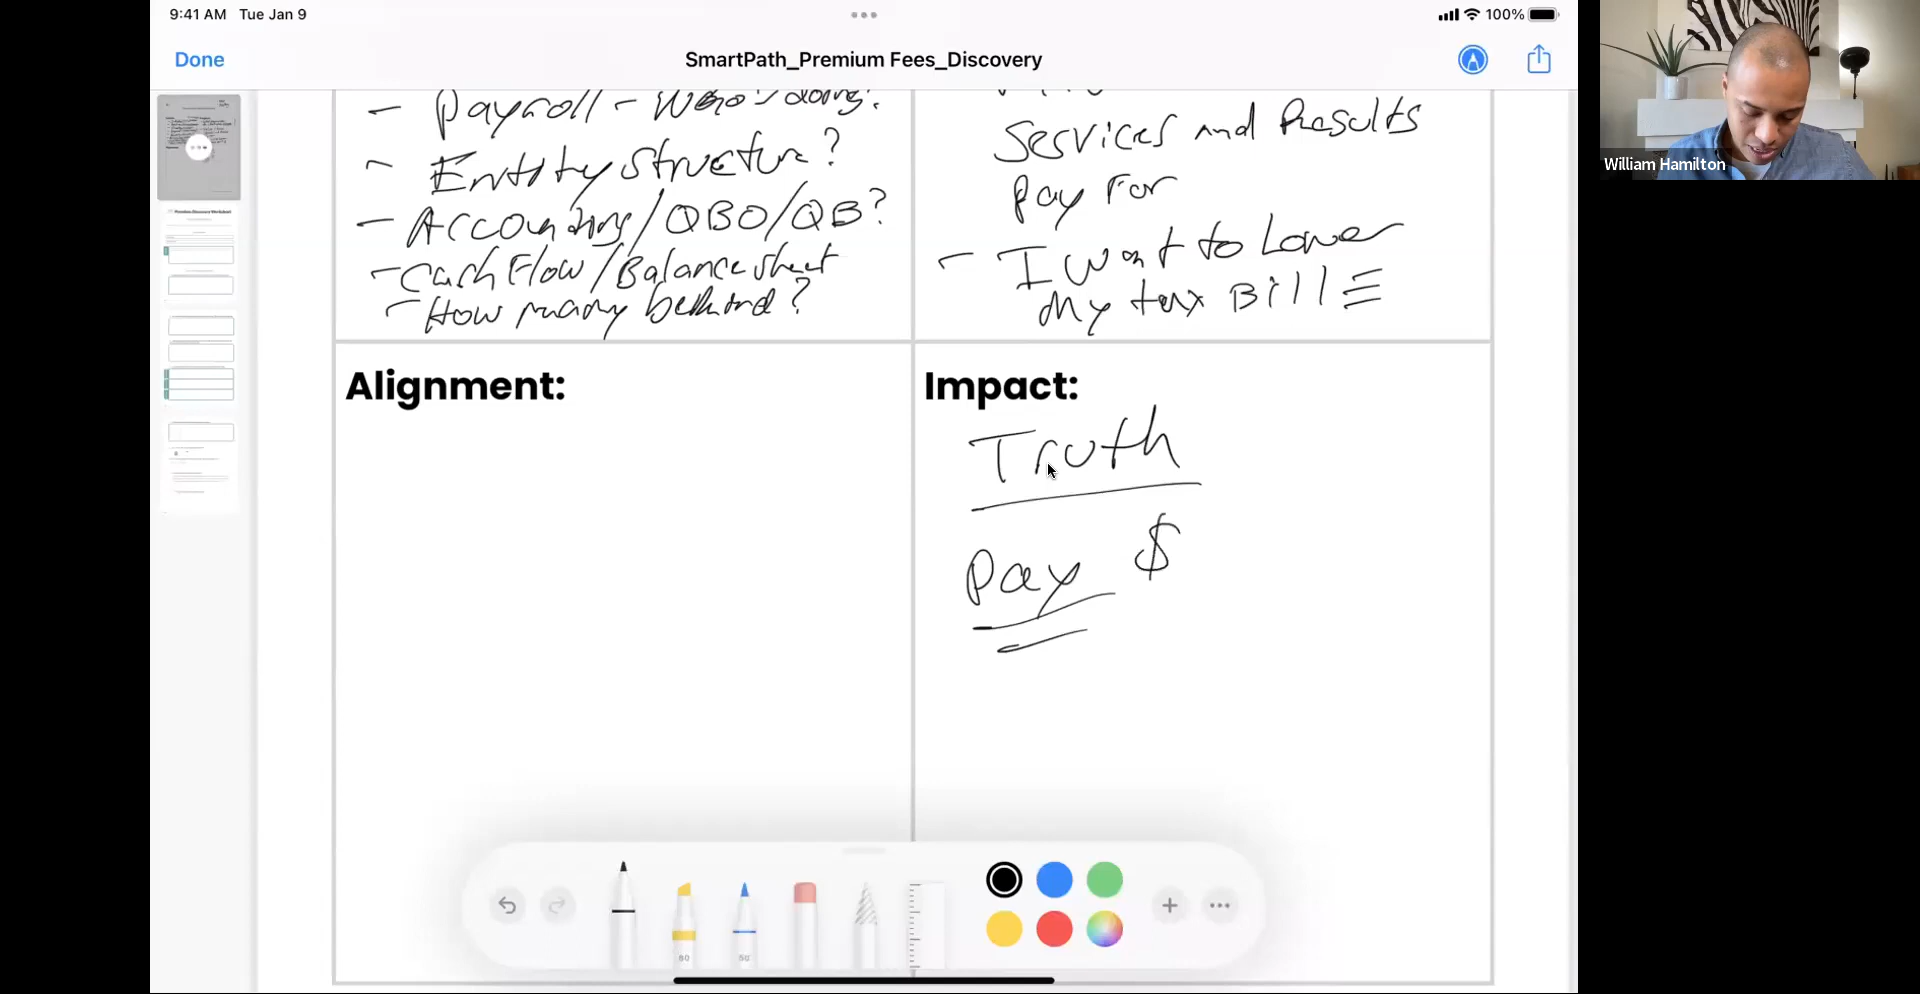 9:41 AM Tue Jan 9
100%
Done
SmartPath_Premium Fees_Discovery
William Hamilton
- Payroll - Who's doing?
- Entity structure?
- Accounting/QBO/QB?
- Cash Flow/Balance sheet
- How many behind?
Services and Results
Pay For
- I want to Lower
my tax Bill
Alignment:
Impact:
Truth
Pay $
80
50